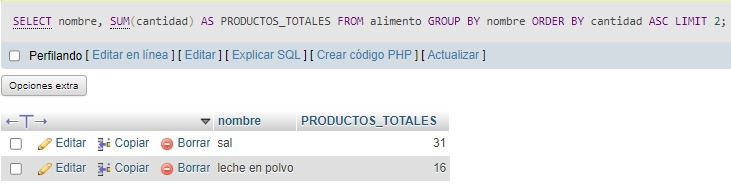 SELECT nombre, SUM(cantidad) AS PRODUCTOS_TOTALES FROM alimento GROUP BY nombre ORDER BY cantidad ASC LIMIT 2;
Perfilando [ Editar en línea ] [ Editar ] [ Explicar SQL ] [ Crear código PHP ] [ Actualizar ]
Opciones extra
←T→ nombre PRODUCTOS_TOTALES
Editar Copiar Borrar sal 31
Editar Copiar Borrar leche en polvo 16